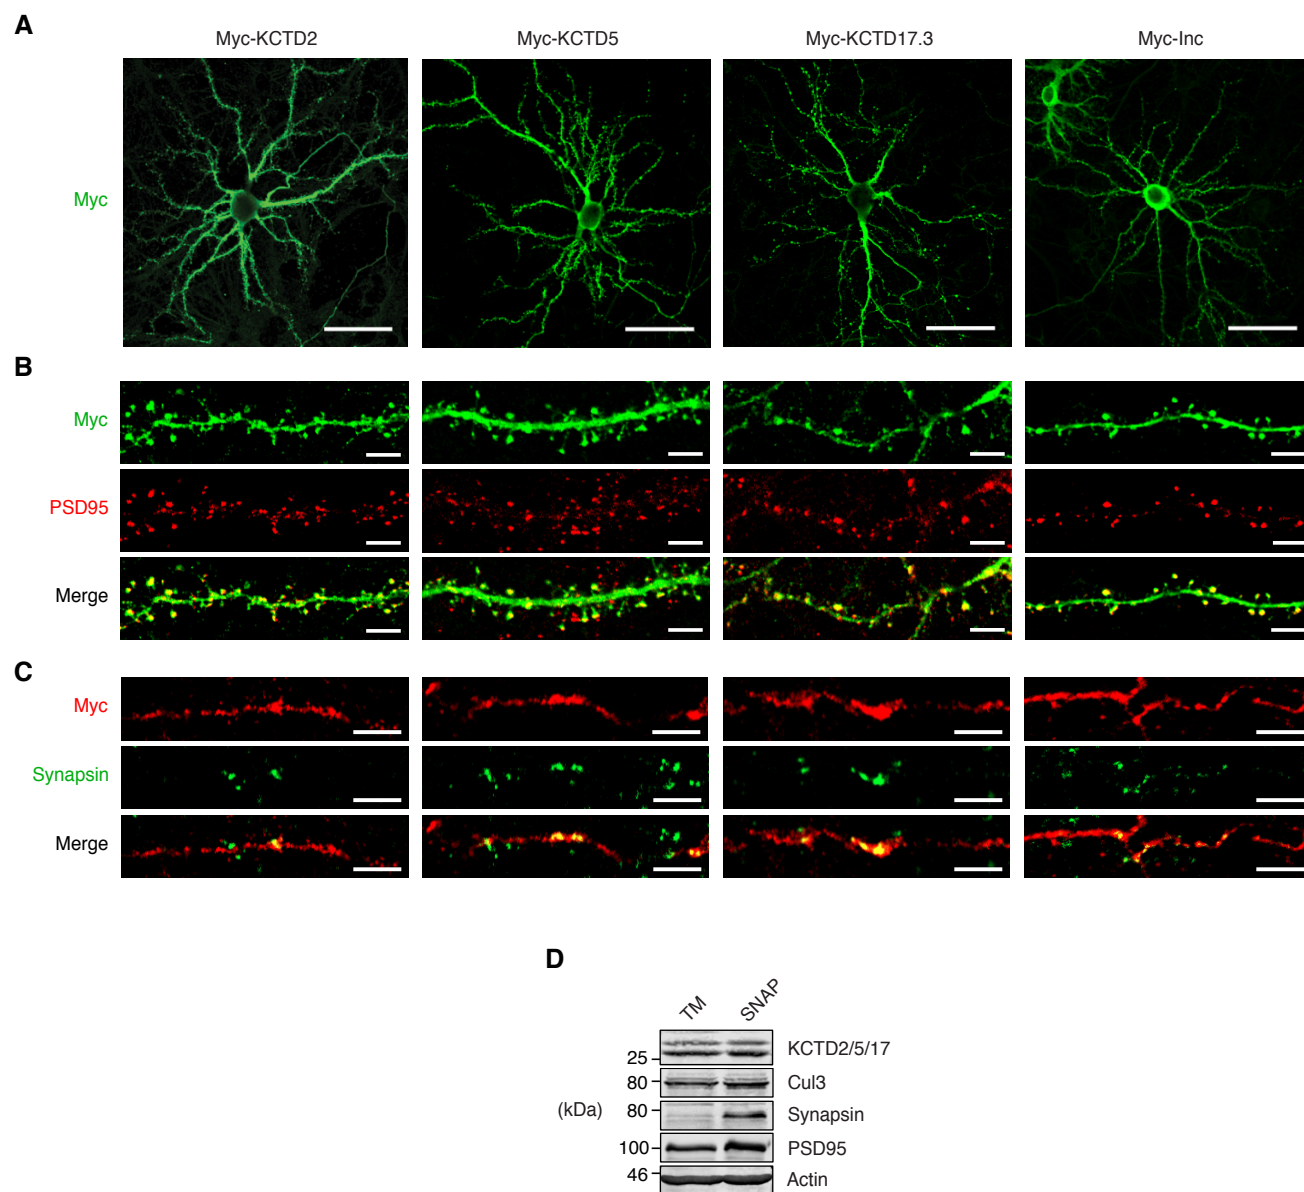 A
Myc-KCTD2 Myc-KCTD5 Myc-KCTD17.3 Myc-Inc
Myc
B
Myc
PSD95
Merge
C
Myc
Synapsin
Merge
D
TM SNAP
25 KCTD2/5/17
80 Cul3
(kDa) 80 Synapsin
100 PSD95
46 Actin